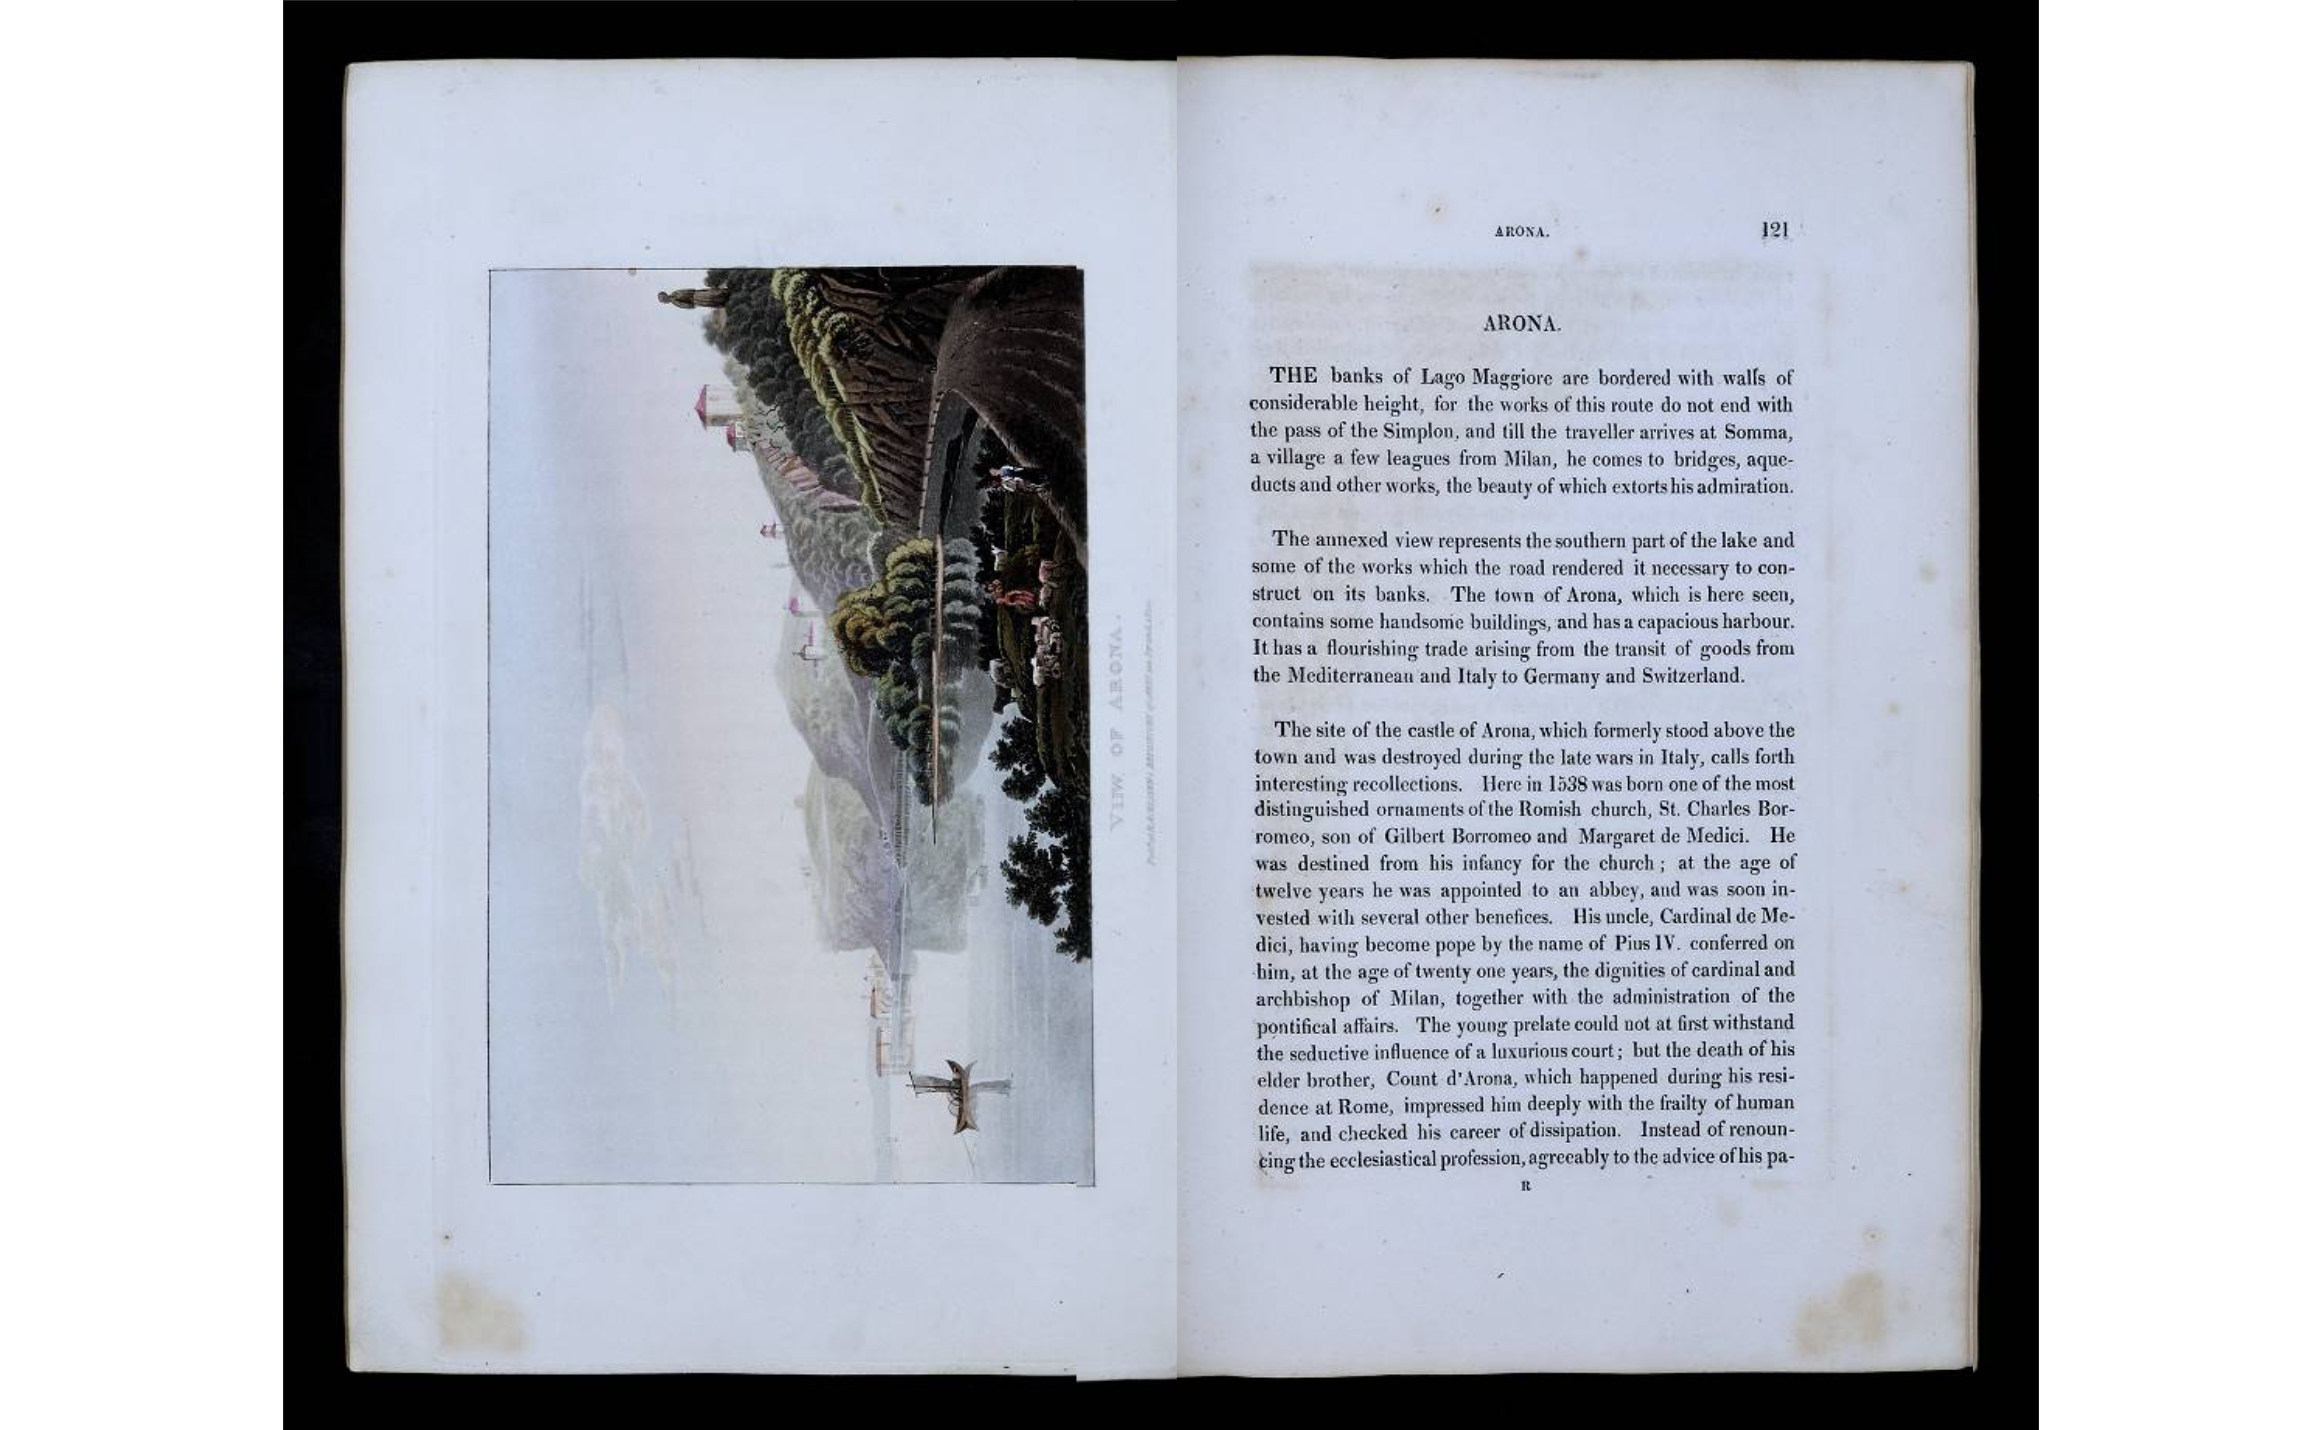 VIEW OF ARONA.
ARONA. 121
ARONA.
THE banks of Lago Maggiore are bordered with walls of
considerable height, for the works of this route do not end with
the pass of the Simplon, and till the traveller arrives at Somma,
a village a few leagues from Milan, he comes to bridges, aque-
ducts and other works, the beauty of which extorts his admiration.
The annexed view represents the southern part of the lake and
some of the works which the road rendered it necessary to con-
struct on its banks. The town of Arona, which is here seen,
contains some handsome buildings, and has a capacious harbour.
It has a flourishing trade arising from the transit of goods from
the Mediterranean and Italy to Germany and Switzerland.
The site of the castle of Arona, which formerly stood above the
town and was destroyed during the late wars in Italy, calls forth
interesting recollections. Here in 1538 was born one of the most
distinguished ornaments of the Romish church, St. Charles Bor-
romeo, son of Gilbert Borromeo and Margaret de Medici. He
was destined from his infancy for the church ; at the age of
twelve years he was appointed to an abbey, and was soon in-
vested with several other benefices. His uncle, Cardinal de Me-
dici, having become pope by the name of Pius IV. conferred on
him, at the age of twenty one years, the dignities of cardinal and
archbishop of Milan, together with the administration of the
pontifical affairs. The young prelate could not at first withstand
the seductive influence of a luxurious court ; but the death of his
elder brother, Count d'Arona, which happened during his resi-
dence at Rome, impressed him deeply with the frailty of human
life, and checked his career of dissipation. Instead of renoun-
cing the ecclesiastical profession, agreeably to the advice of his pa-
R